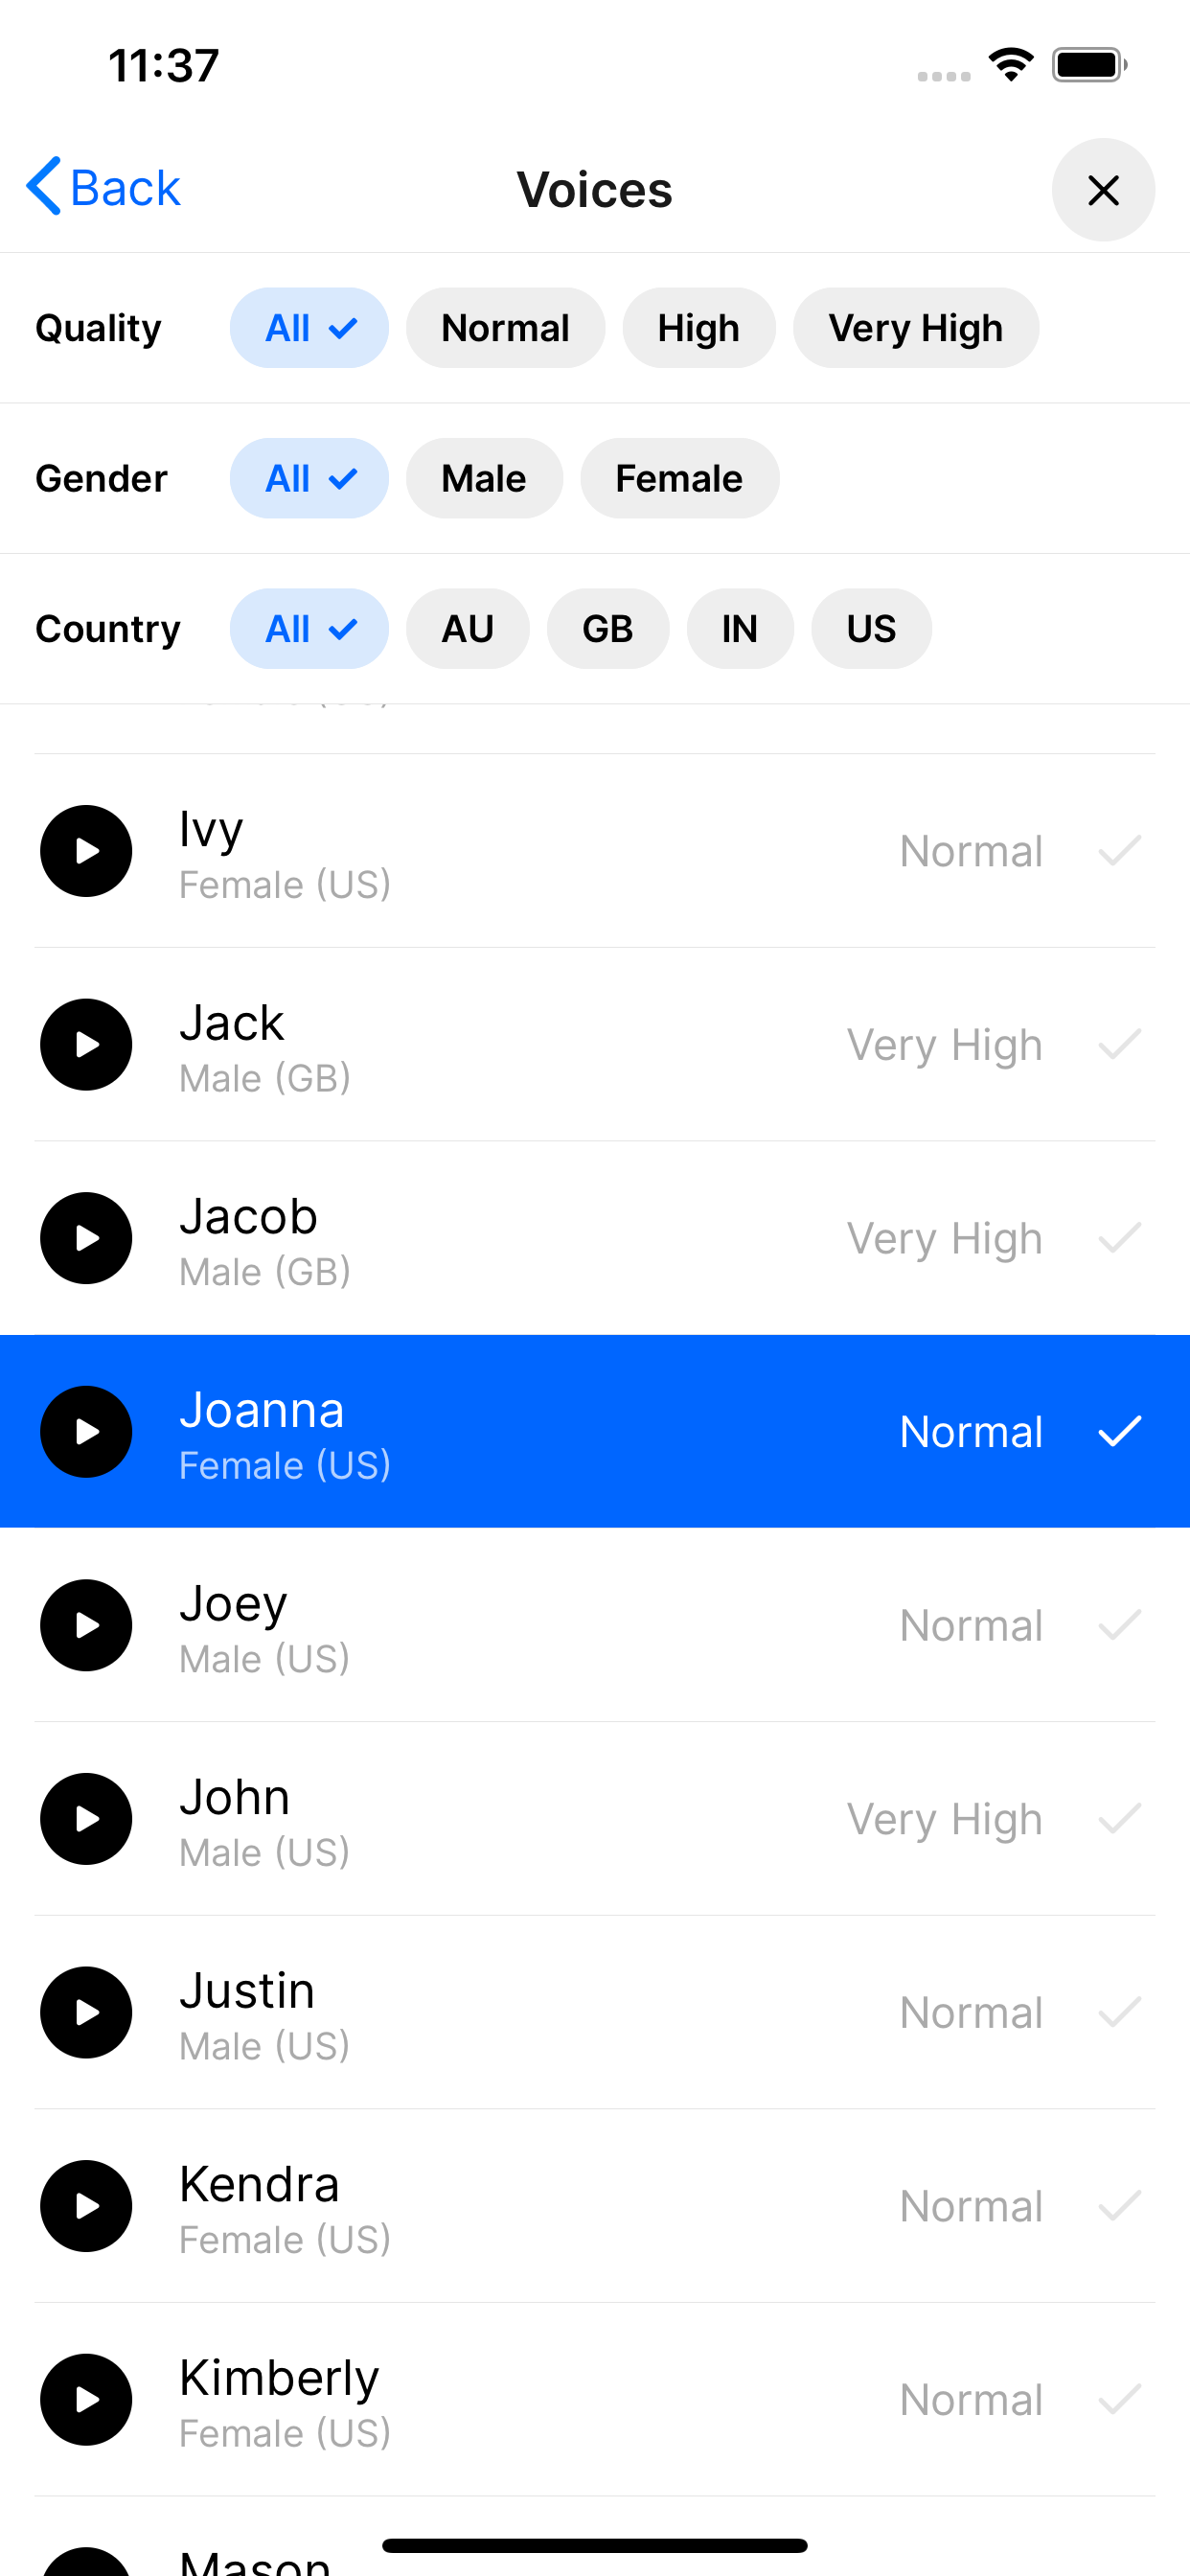 11:37
Back
Voices
Quality All Normal High Very High
Gender All Male Female
Country All AU GB IN US
Ivy
Female (US)
Normal
Jack
Male (GB)
Very High
Jacob
Male (GB)
Very High
Joanna
Female (US)
Normal
Joey
Male (US)
Normal
John
Male (US)
Very High
Justin
Male (US)
Normal
Kendra
Female (US)
Normal
Kimberly
Female (US)
Normal
Mason